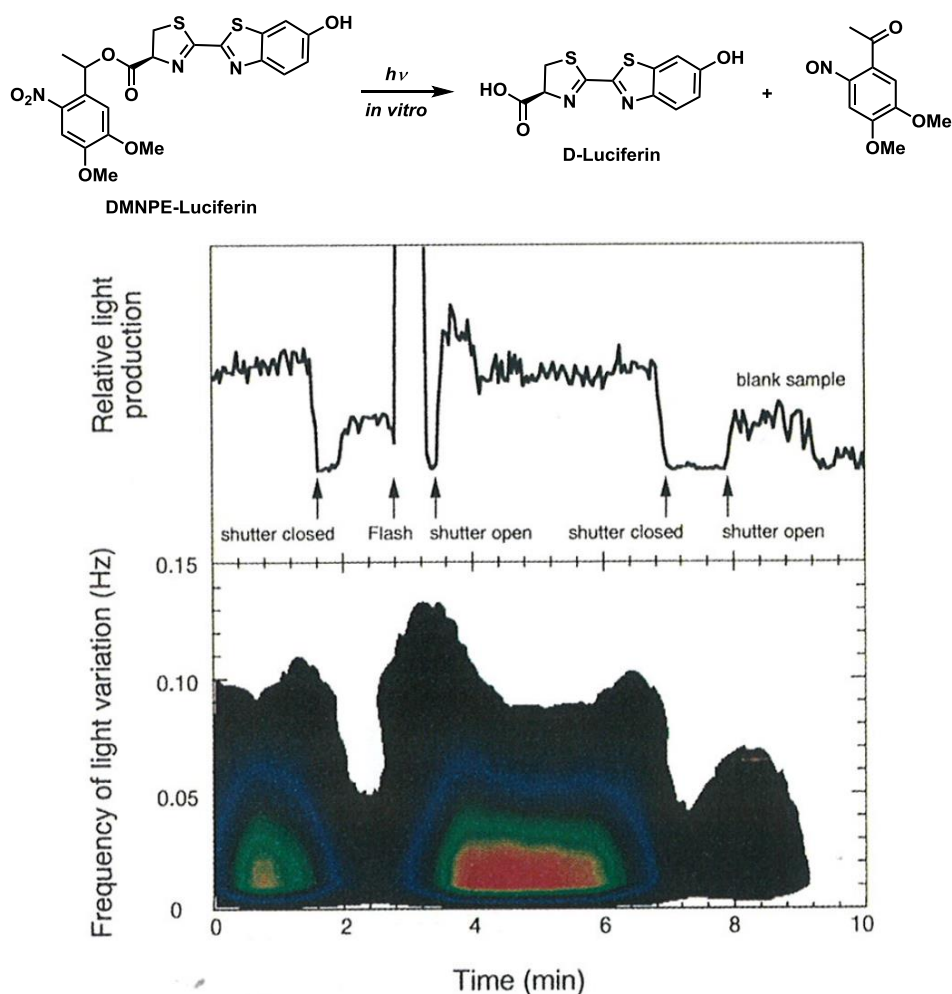 S
S
OH
O
N
N
O
O₂N
OMe
OMe
DMNPE-Luciferin
hν
in vitro
S
S
OH
HO
N
N
O
D-Luciferin
+
O
ON
OMe
OMe
Relative light
production
blank sample
shutter closed
Flash
shutter open
shutter closed
shutter open
Frequency of light variation (Hz)
0.15
0.10
0.05
0
0
2
4
6
8
10
Time (min)